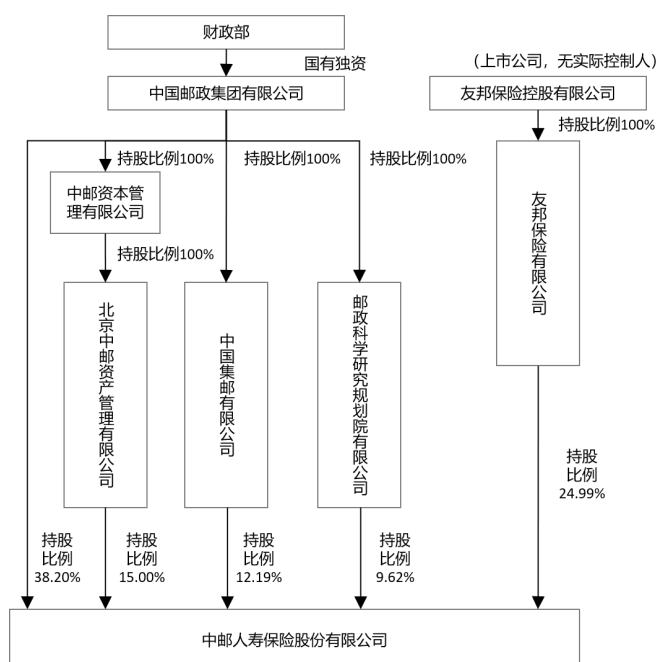 财政部
国有独资
(上市公司，无实际控制人)
中国邮政集团有限公司
友邦保险控股有限公司
持股比例100%
持股比例100%
持股比例100%
持股比例100%
中邮资本管
理有限公司
持股比例100%
北京中邮资产管理有限公司
中国集邮有限公司
邮政科学研究规划院有限公司
友邦保险有限公司
持股
比例
38.20%
持股
比例
15.00%
持股
比例
12.19%
持股
比例
9.62%
持股
比例
24.99%
中邮人寿保险股份有限公司